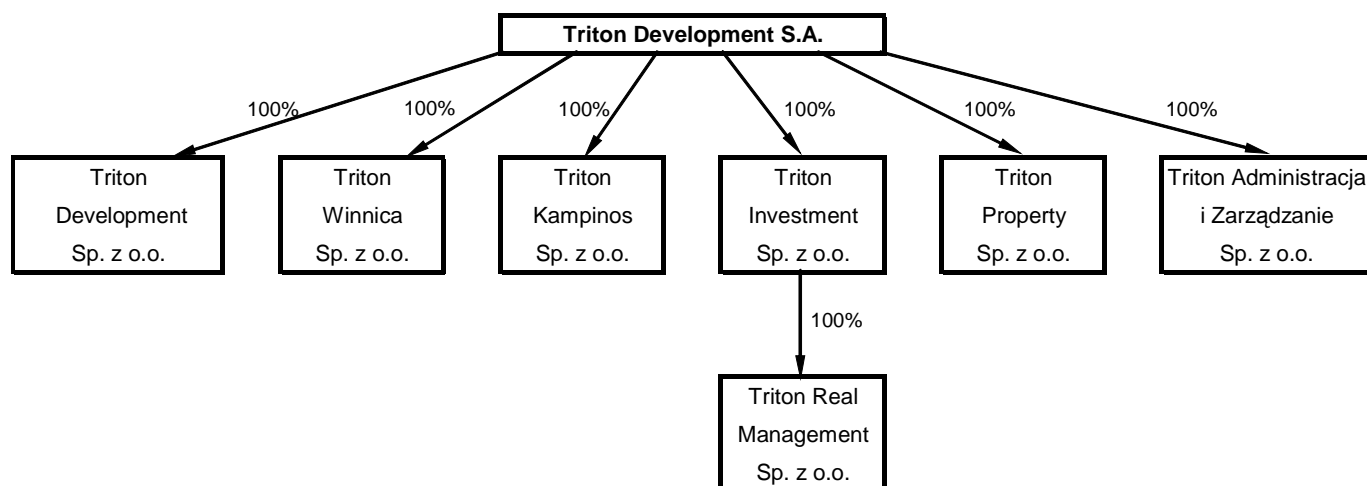 Triton Development S.A.
100%
100%
100%
100%
100%
100%
Triton
Development
Sp. z o.o.
Triton
Winnica
Sp. z o.o.
Triton
Kampinos
Sp. z o.o.
Triton
Investment
Sp. z o.o.
Triton
Property
Sp. z o.o.
Triton Administracja
i Zarządzanie
Sp. z o.o.
100%
Triton Real
Management
Sp. z o.o.